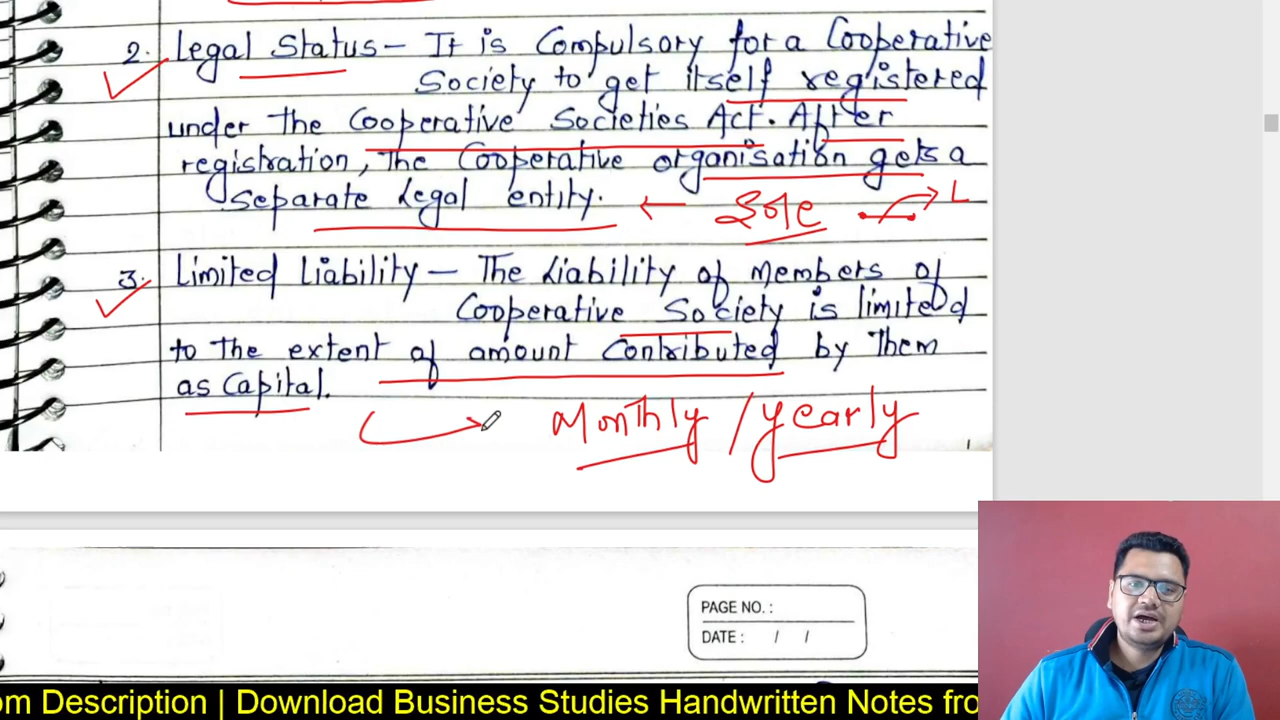 2. Legal Status - It is Compulsory for a Cooperative
Society to get itself registered
under the Cooperative Societies Act. After
registration, The Cooperative organisation gets a
Separate Legal entity. ← Sole → L
3. Limited Liability - The Liability of Members of
Cooperative Society is limited
to the extent of amount Contributed by Them
as Capital.
Monthly / yearly
PAGE NO. :
DATE : / /
om Description | Download Business Studies Handwritten Notes fro